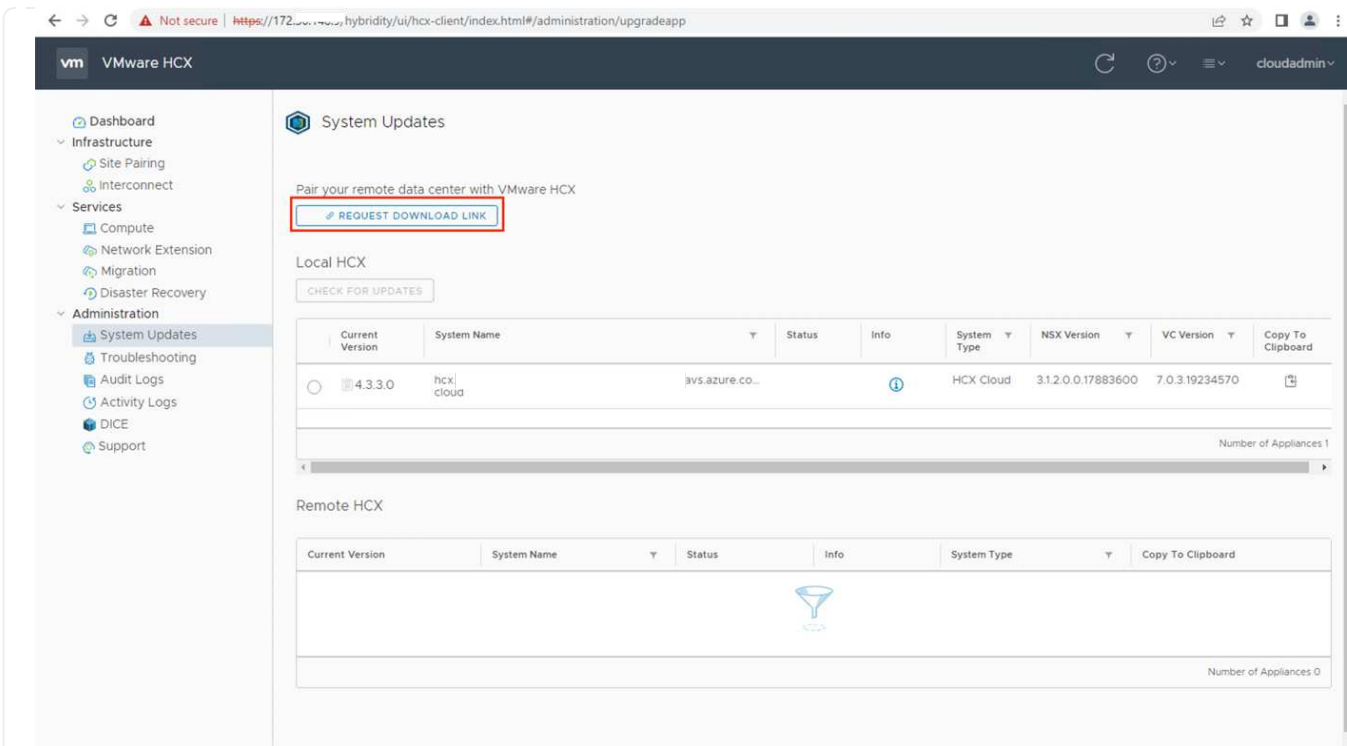 Not secure | https://172. hybridity/ui/hcx-client/index.html#/administration/upgradeapp
vm VMware HCX
cloudadmin
Dashboard
Infrastructure
Site Pairing
Interconnect
Services
Compute
Network Extension
Migration
Disaster Recovery
Administration
System Updates
Troubleshooting
Audit Logs
Activity Logs
DICE
Support
System Updates
Pair your remote data center with VMware HCX
REQUEST DOWNLOAD LINK
Local HCX
CHECK FOR UPDATES
Current Version System Name Status Info System Type NSX Version VC Version Copy To Clipboard
4.3.3.0 hcx cloud avs.azure.co... HCX Cloud 3.1.2.0.0.17883600 7.0.3.19234570
Number of Appliances 1
Remote HCX
Current Version System Name Status Info System Type Copy To Clipboard
Number of Appliances 0